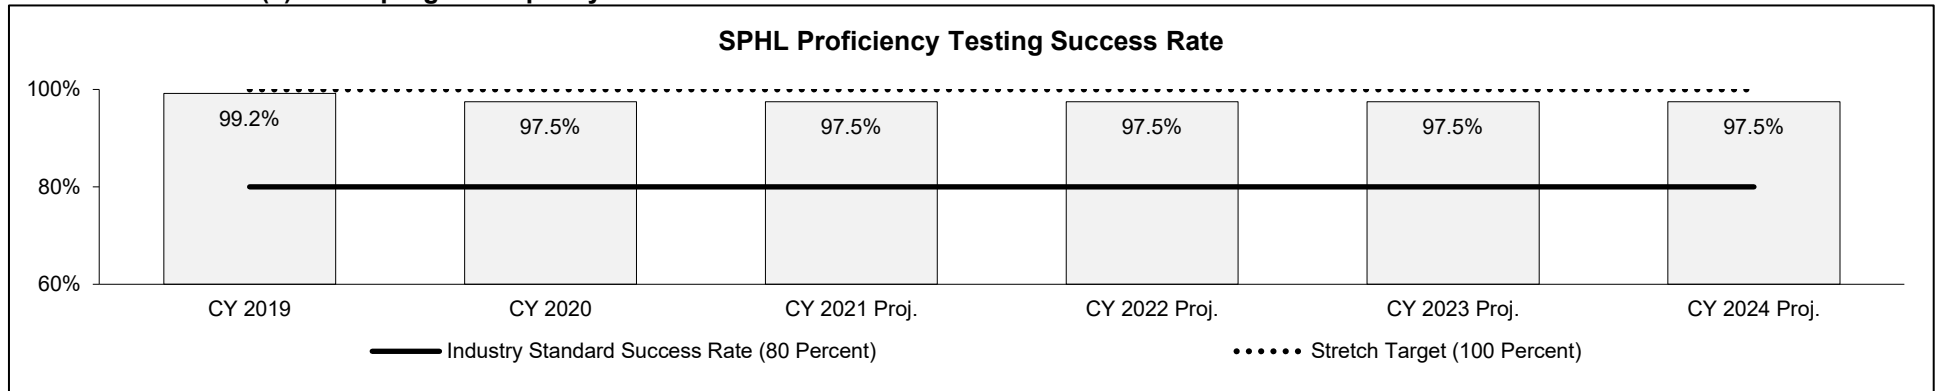 SPHL Proficiency Testing Success Rate
100%
99.2%
97.5%
97.5%
97.5%
97.5%
97.5%
80%
60%
CY 2019
CY 2020
CY 2021 Proj.
CY 2022 Proj.
CY 2023 Proj.
CY 2024 Proj.
Industry Standard Success Rate (80 Percent)
Stretch Target (100 Percent)